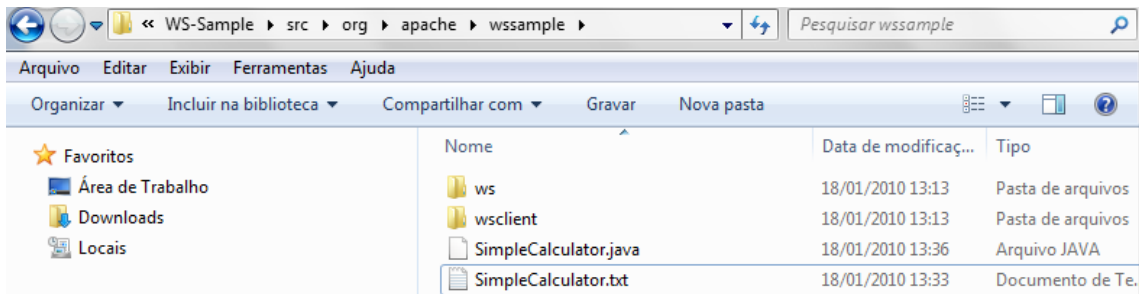 « WS-Sample src org apache wssample Pesquisar wssample
Arquivo Editar Exibir Ferramentas Ajuda
Organizar Incluir na biblioteca Compartilhar com Gravar Nova pasta
Nome Data de modificaç... Tipo
Favoritos
Área de Trabalho ws 18/01/2010 13:13 Pasta de arquivos
Downloads wsclient 18/01/2010 13:13 Pasta de arquivos
Locais SimpleCalculator.java 18/01/2010 13:36 Arquivo JAVA
SimpleCalculator.txt 18/01/2010 13:33 Documento de Te.